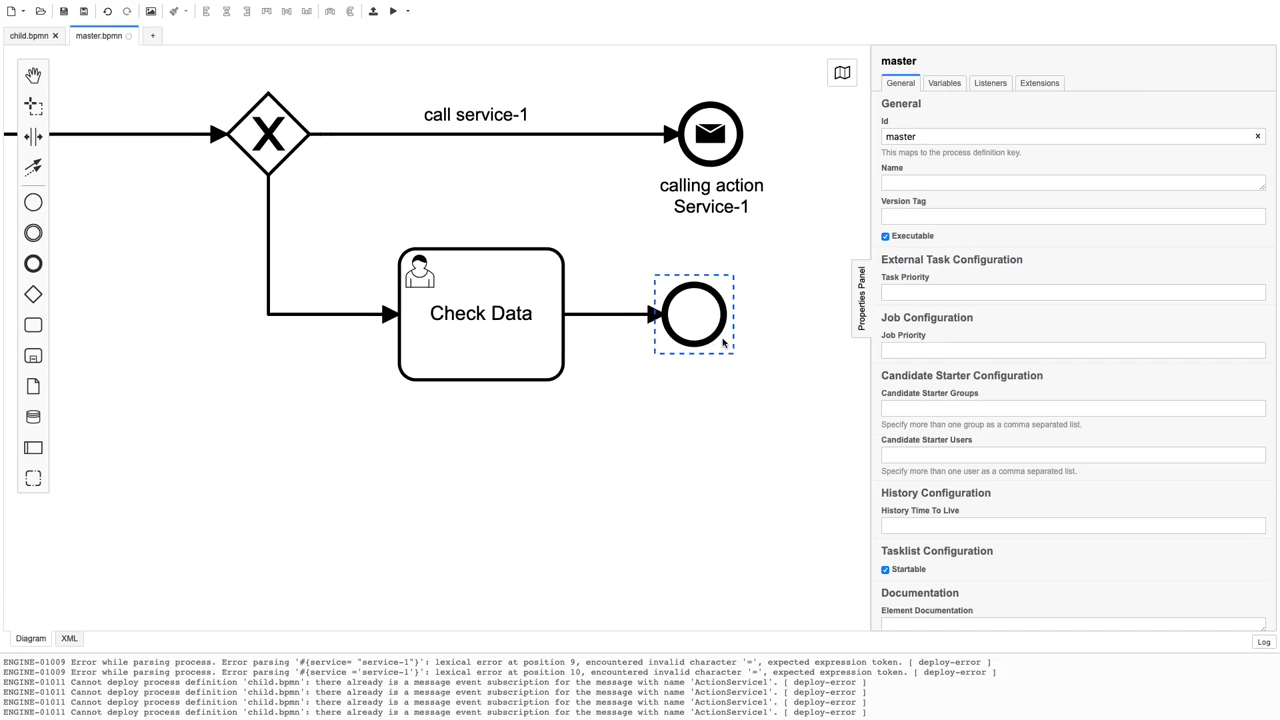 child.bpmn ×
master.bpmn
+
X
call service-1
calling action
Service-1
Check Data
Properties Panel
master
General Variables Listeners Extensions
General
Id
master ×
This maps to the process definition key.
Name
Version Tag
Executable
External Task Configuration
Task Priority
Job Configuration
Job Priority
Candidate Starter Configuration
Candidate Starter Groups
Specify more than one group as a comma separated list.
Candidate Starter Users
Specify more than one user as a comma separated list.
History Configuration
History Time To Live
Tasklist Configuration
Startable
Documentation
Element Documentation
Diagram XML
Log
ENGINE-01009 Error while parsing process. Error parsing '#{service= "service-1"}': lexical error at position 9, encountered invalid character '=', expected expression token. [ deploy-error ]
ENGINE-01009 Error while parsing process. Error parsing '#{service ='service-1'}': lexical error at position 10, encountered invalid character '=', expected expression token. [ deploy-error ]
ENGINE-01011 Cannot deploy process definition 'child.bpmn': there already is a message event subscription for the message with name 'ActionService1'. [ deploy-error ]
ENGINE-01011 Cannot deploy process definition 'child.bpmn': there already is a message event subscription for the message with name 'ActionService1'. [ deploy-error ]
ENGINE-01011 Cannot deploy process definition 'child.bpmn': there already is a message event subscription for the message with name 'ActionService1'. [ deploy-error ]
ENGINE-01011 Cannot deploy process definition 'child.bpmn': there already is a message event subscription for the message with name 'ActionService1'. [ deploy-error ]